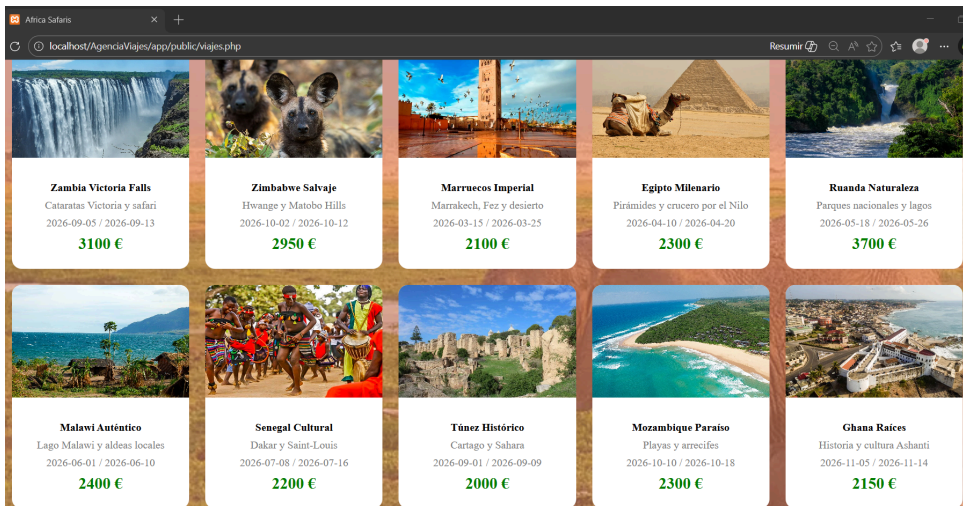 Africa Safaris
localhost/AgenciaViajes/app/public/viajes.php
Resumir
Zambia Victoria Falls
Cataratas Victoria y safari
2026-09-05 / 2026-09-13
3100 €
Zimbabwe Salvaje
Hwange y Matobo Hills
2026-10-02 / 2026-10-12
2950 €
Marruecos Imperial
Marrakech, Fez y desierto
2026-03-15 / 2026-03-25
2100 €
Egipto Milenario
Pirámides y crucero por el Nilo
2026-04-10 / 2026-04-20
2300 €
Ruanda Naturaleza
Parques nacionales y lagos
2026-05-18 / 2026-05-26
3700 €
Malawi Auténtico
Lago Malawi y aldeas locales
2026-06-01 / 2026-06-10
2400 €
Senegal Cultural
Dakar y Saint-Louis
2026-07-08 / 2026-07-16
2200 €
Túnez Histórico
Cartago y Sahara
2026-09-01 / 2026-09-09
2000 €
Mozambique Paraíso
Playas y arrecifes
2026-10-10 / 2026-10-18
2300 €
Ghana Raíces
Historia y cultura Ashanti
2026-11-05 / 2026-11-14
2150 €